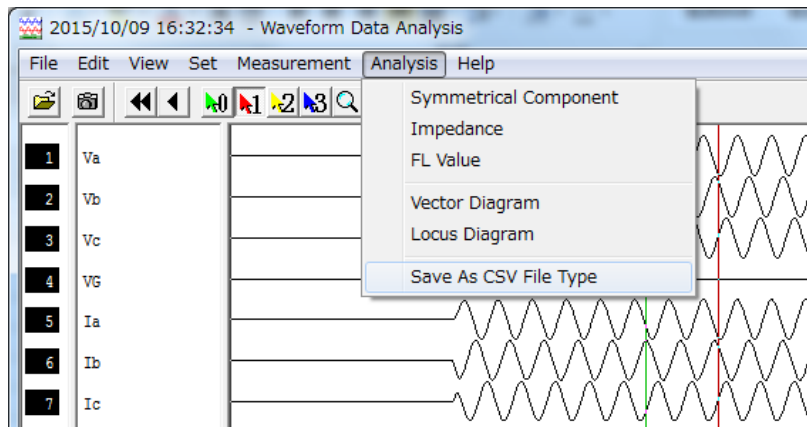 2015/10/09 16:32:34 - Waveform Data Analysis
File Edit View Set Measurement Analysis Help
0 1 2 3
Symmetrical Component
Impedance
FL Value
Vector Diagram
Locus Diagram
Save As CSV File Type
1 Va
2 Vb
3 Vc
4 VG
5 Ia
6 Ib
7 Ic